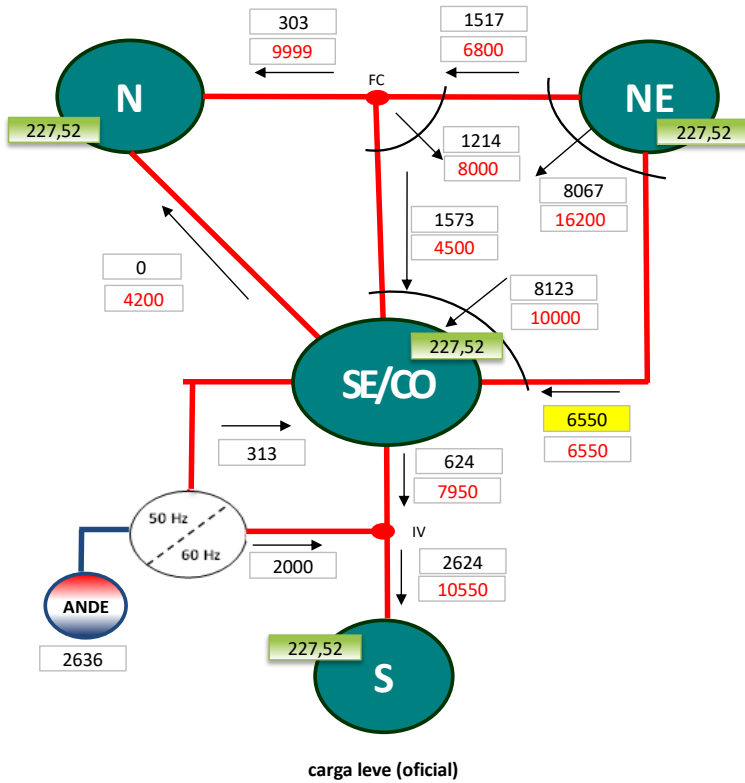 303
9999
1517
6800
FC
N
NE
227,52
227,52
1214
8000
8067
16200
1573
4500
0
4200
8123
10000
227,52
SE/CO
6550
6550
313
624
7950
50 Hz
60 Hz
IV
2000
2624
10550
ANDE
2636
227,52
S
carga leve (oficial)